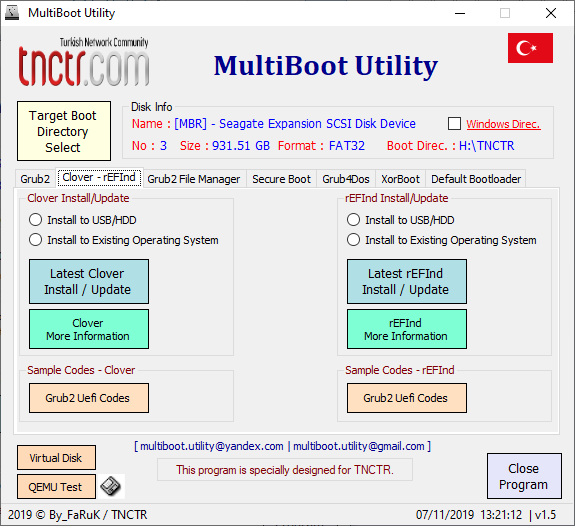 MultiBoot Utility
Turkish Network Community
tnctr.com
MultiBoot Utility
Target Boot
Directory
Select
Disk Info
Name : [MBR] - Seagate Expansion SCSI Disk Device
Windows Direc.
No : 3 Size : 931.51 GB Format : FAT32 Boot Direc. : H:\TNCTR
Grub2 Clover - rEFInd Grub2 File Manager Secure Boot Grub4Dos XorBoot Default Bootloader
Clover Install/Update
Install to USB/HDD
Install to Existing Operating System
Latest Clover
Install / Update
Clover
More Information
Sample Codes - Clover
Grub2 Uefi Codes
rEFInd Install/Update
Install to USB/HDD
Install to Existing Operating System
Latest rEFInd
Install / Update
rEFInd
More Information
Sample Codes - rEFInd
Grub2 Uefi Codes
Virtual Disk
QEMU Test
[ multiboot.utility@yandex.com | multiboot.utility@gmail.com ]
This program is specially designed for TNCTR.
Close
Program
2019 © By_FaRuK / TNCTR
07/11/2019 13:21:12 | v1.5